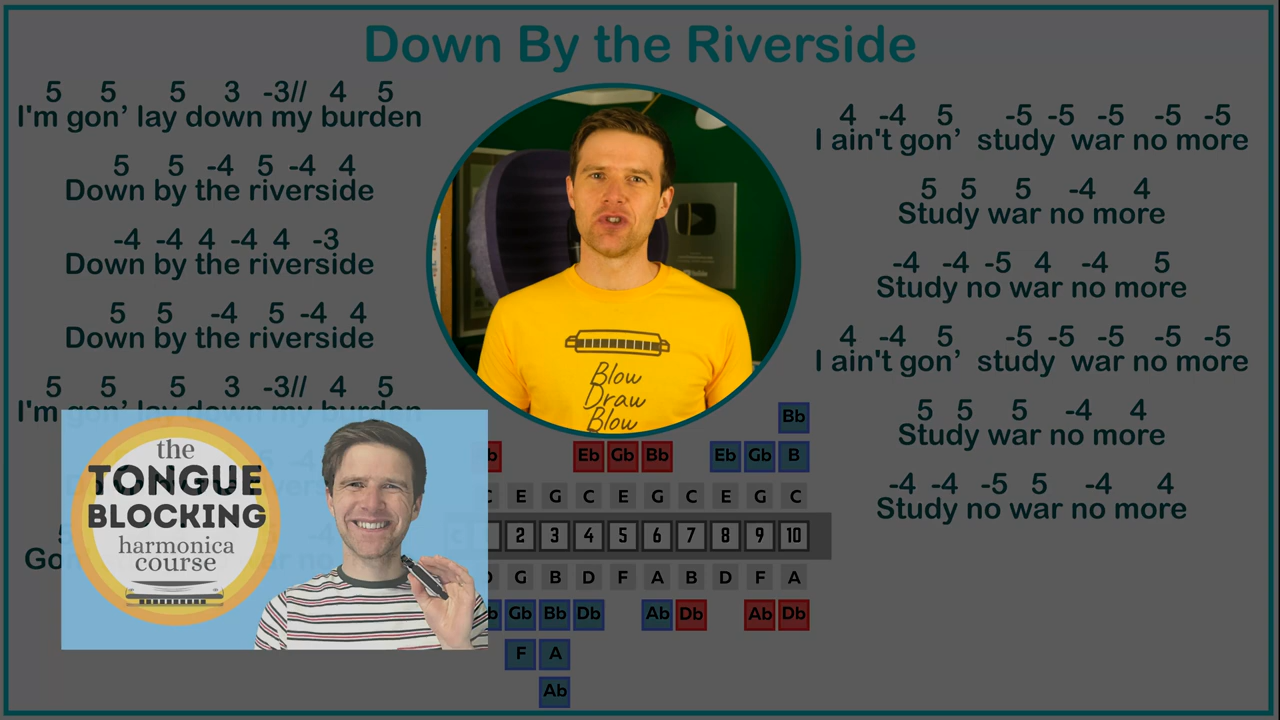 Down By the Riverside
5 5 5 3 -3// 4 5
I'm gon' lay down my burden
5 5 -4 5 -4 4
Down by the riverside
-4 -4 4 -4 4 -3
Down by the riverside
5 5 -4 5 -4 4
Down by the riverside
5 5 5 3 -3// 4 5
I'm gon' lay down my burden
4 -4 5 -5 -5 -5 -5 -5
I ain't gon' study war no more
5 5 5 -4 4
Study war no more
-4 -4 -5 4 -4 5
Study no war no more
4 -4 5 -5 -5 -5 -5 -5
I ain't gon' study war no more
5 5 5 -4 4
Study war no more
-4 -4 -5 5 -4 4
Study no war no more
Blow
Draw
Blow
the
TONGUE
BLOCKING
harmonica
course
Bb
Eb Gb Bb Eb Gb B
C E G C E G C E G C
2 3 4 5 6 7 8 9 10
G B D F A B D F A
Gb Bb Db Ab Db Ab Db
F A
Ab